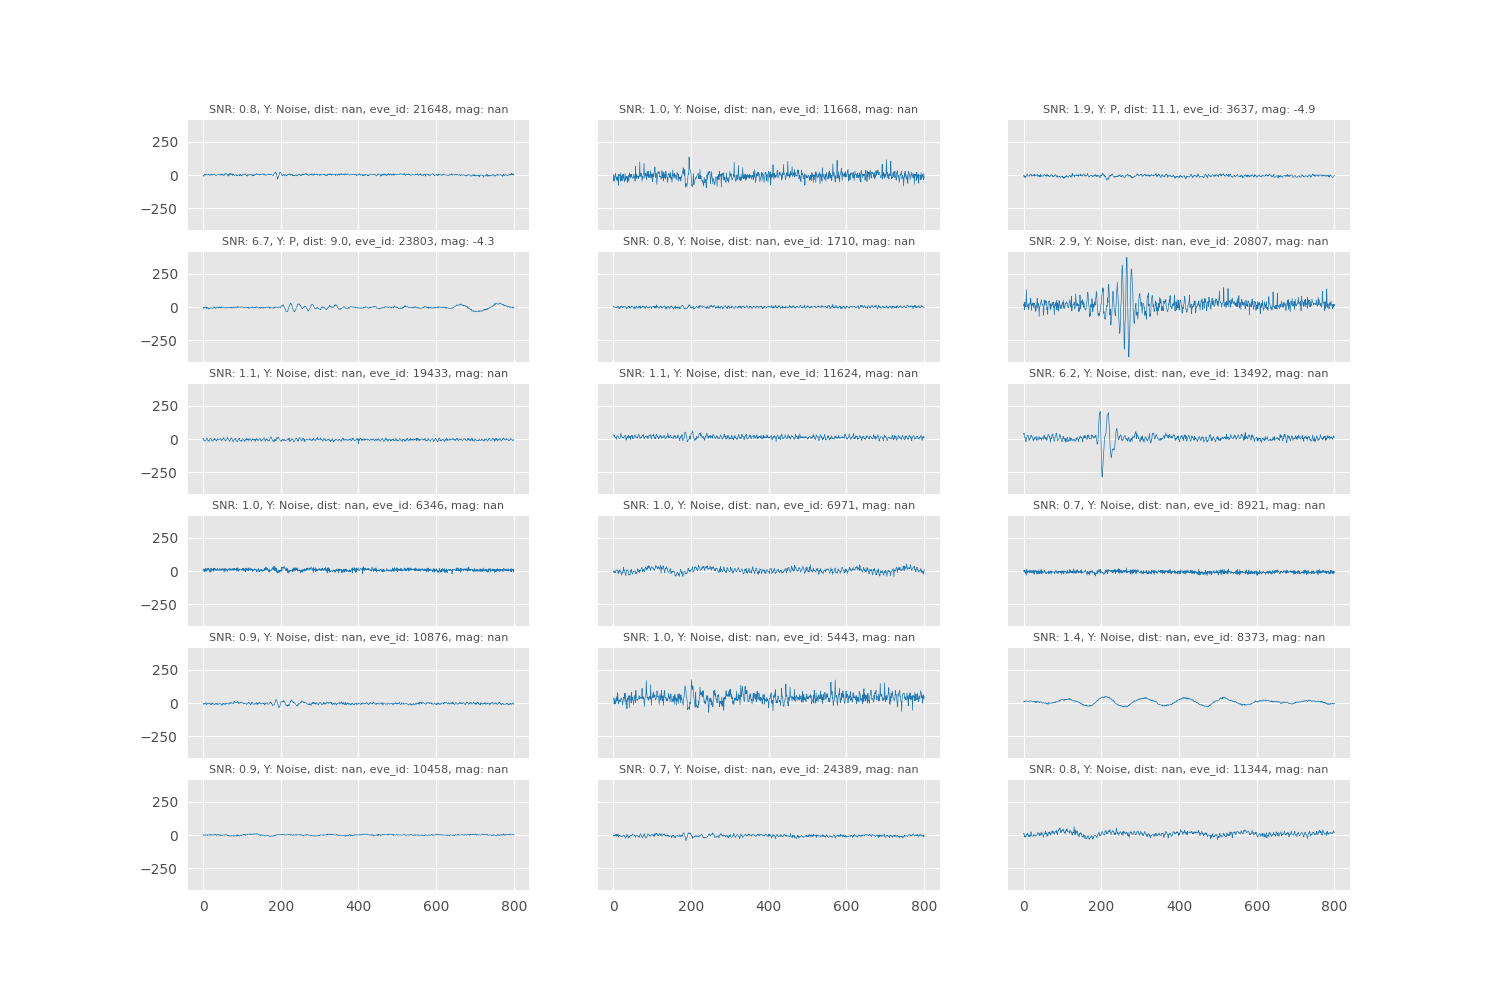 SNR: 0.8, Y: Noise, dist: nan, eve_id: 21648, mag: nan
SNR: 1.0, Y: Noise, dist: nan, eve_id: 11668, mag: nan
SNR: 1.9, Y: P, dist: 11.1, eve_id: 3637, mag: -4.9
250
0
−250
SNR: 6.7, Y: P, dist: 9.0, eve_id: 23803, mag: -4.3
SNR: 0.8, Y: Noise, dist: nan, eve_id: 1710, mag: nan
SNR: 2.9, Y: Noise, dist: nan, eve_id: 20807, mag: nan
250
0
−250
SNR: 1.1, Y: Noise, dist: nan, eve_id: 19433, mag: nan
SNR: 1.1, Y: Noise, dist: nan, eve_id: 11624, mag: nan
SNR: 6.2, Y: Noise, dist: nan, eve_id: 13492, mag: nan
250
0
−250
SNR: 1.0, Y: Noise, dist: nan, eve_id: 6346, mag: nan
SNR: 1.0, Y: Noise, dist: nan, eve_id: 6971, mag: nan
SNR: 0.7, Y: Noise, dist: nan, eve_id: 8921, mag: nan
250
0
−250
SNR: 0.9, Y: Noise, dist: nan, eve_id: 10876, mag: nan
SNR: 1.0, Y: Noise, dist: nan, eve_id: 5443, mag: nan
SNR: 1.4, Y: Noise, dist: nan, eve_id: 8373, mag: nan
250
0
−250
SNR: 0.9, Y: Noise, dist: nan, eve_id: 10458, mag: nan
SNR: 0.7, Y: Noise, dist: nan, eve_id: 24389, mag: nan
SNR: 0.8, Y: Noise, dist: nan, eve_id: 11344, mag: nan
250
0
−250
0 200 400 600 800
0 200 400 600 800
0 200 400 600 800